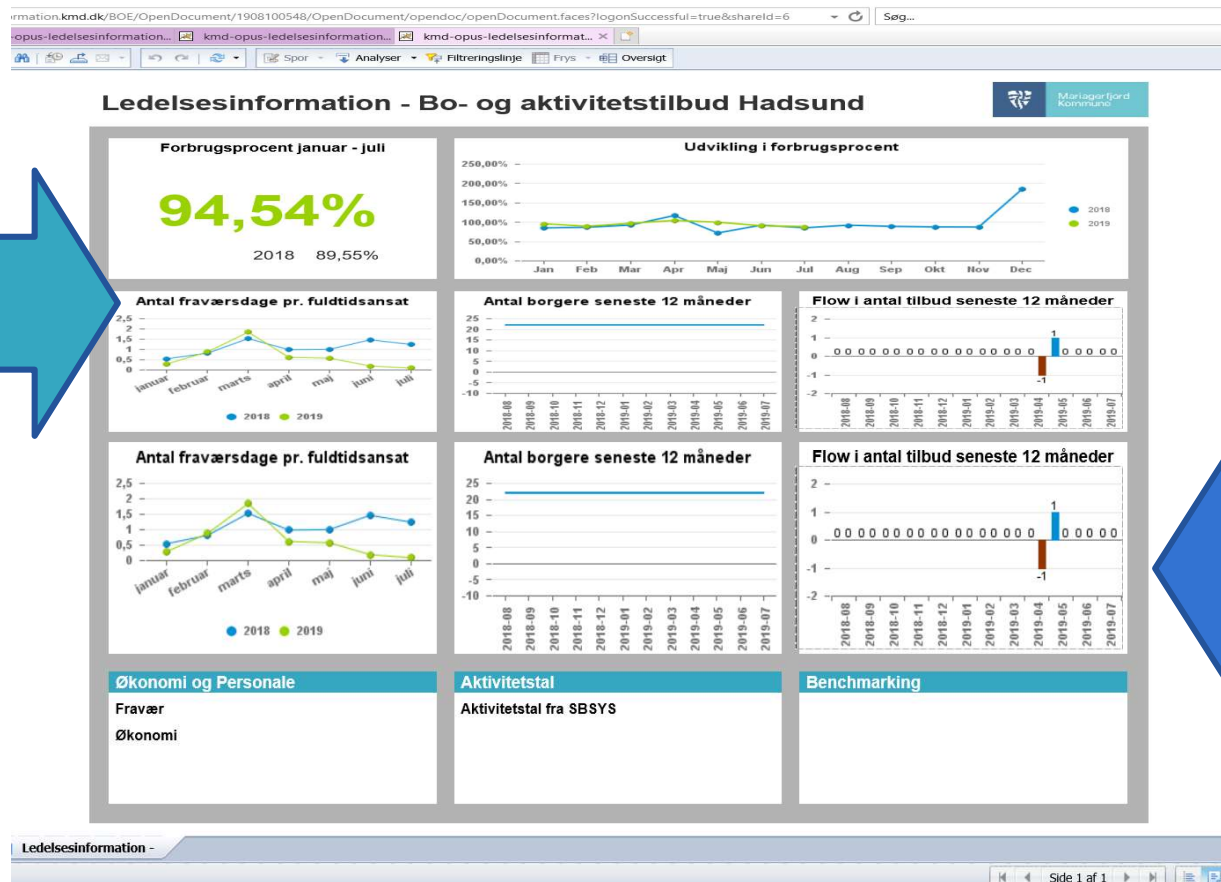 rmation.kmd.dk/BOE/OpenDocument/1908100548/OpenDocument/opendoc/openDocument.faces?logonSuccessful=true&shareId=6
Søg...
-opus-ledelsesinformation...
kmd-opus-ledelsesinformation...
kmd-opus-ledelsesinformat...
Spor
Analyser
Filtreringslinje
Frys
Oversigt
Ledelsesinformation - Bo- og aktivitetstilbud Hadsund
Mariagerfjord
Kommune
Forbrugsprocent januar - juli
94,54%
2018 89,55%
Udvikling i forbrugsprocent
250,00%
200,00%
150,00%
100,00%
50,00%
0,00%
Jan Feb Mar Apr Maj Jun Jul Aug Sep Okt Nov Dec
2018
2019
Antal fraværsdage pr. fuldtidsansat
2,5
2
1,5
1
0,5
0
januar februar marts april maj juni juli
2018 2019
Antal borgere seneste 12 måneder
25
20
15
10
5
0
-5
-10
2018-08 2018-09 2018-10 2018-11 2018-12 2019-01 2019-02 2019-03 2019-04 2019-05 2019-06 2019-07
Flow i antal tilbud seneste 12 måneder
2
1
0
-1
-2
0 0 0 0 0 0 0 0 0 0 0 0 0 0 0 0 0 0 -1 1 0 0 0 0 0
2018-08 2018-09 2018-10 2018-11 2018-12 2019-01 2019-02 2019-03 2019-04 2019-05 2019-06 2019-07
Antal fraværsdage pr. fuldtidsansat
2,5
2
1,5
1
0,5
0
januar februar marts april maj juni juli
2018 2019
Antal borgere seneste 12 måneder
25
20
15
10
5
0
-5
-10
2018-08 2018-09 2018-10 2018-11 2018-12 2019-01 2019-02 2019-03 2019-04 2019-05 2019-06 2019-07
Flow i antal tilbud seneste 12 måneder
2
1
0
-1
-2
0 0 0 0 0 0 0 0 0 0 0 0 0 0 0 0 0 0 -1 1 0 0 0 0 0
2018-08 2018-09 2018-10 2018-11 2018-12 2019-01 2019-02 2019-03 2019-04 2019-05 2019-06 2019-07
Økonomi og Personale
Fravær
Økonomi
Aktivitetstal
Aktivitetstal fra SBSYS
Benchmarking
Ledelsesinformation -
Side 1 af 1